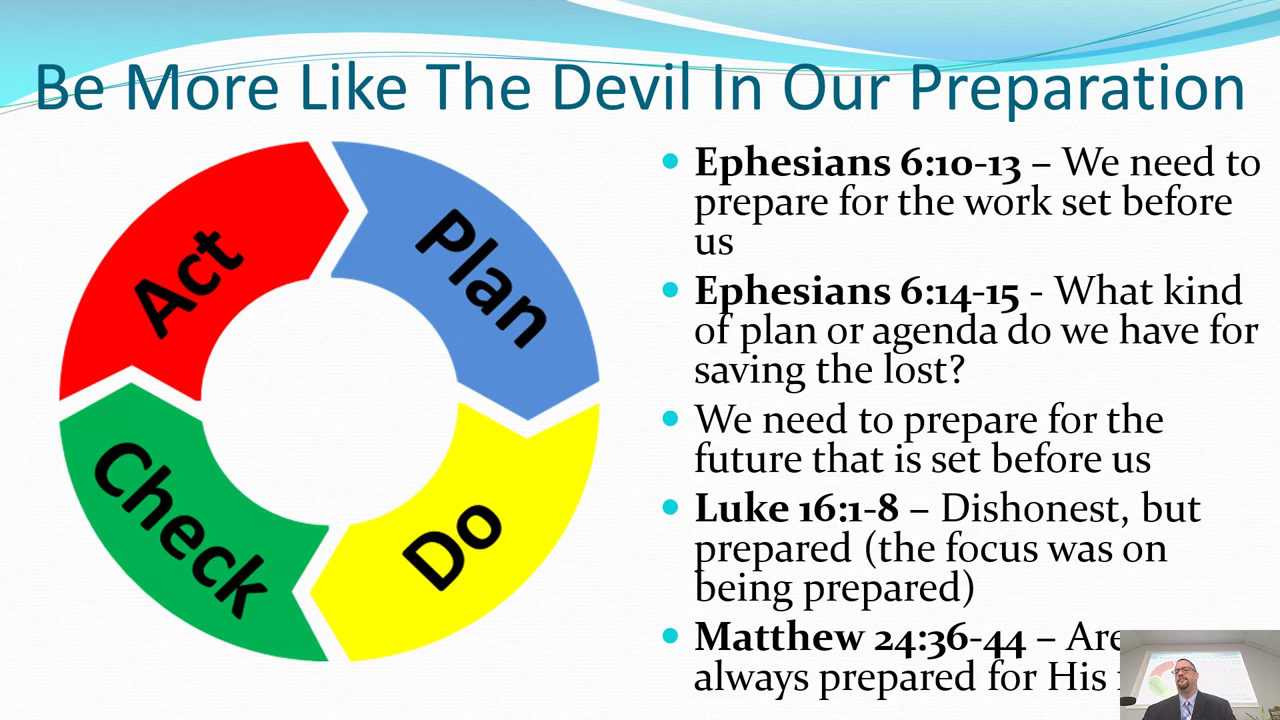 Be More Like The Devil In Our Preparation
Act
Plan
Check
Do
• Ephesians 6:10-13 – We need to
prepare for the work set before
us
• Ephesians 6:14-15 - What kind
of plan or agenda do we have for
saving the lost?
• We need to prepare for the
future that is set before us
• Luke 16:1-8 – Dishonest, but
prepared (the focus was on
being prepared)
• Matthew 24:36-44 – Are
always prepared for His